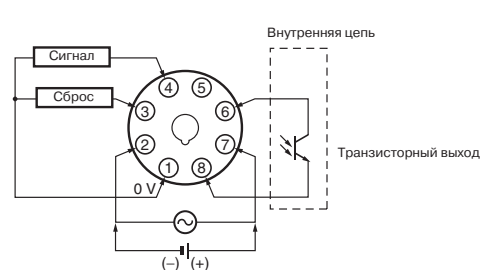 Внутренняя цепь
Сигнал
Сброс
4 5
3 6
2 7
1 8
0 V
Транзисторный выход
(–) (+)